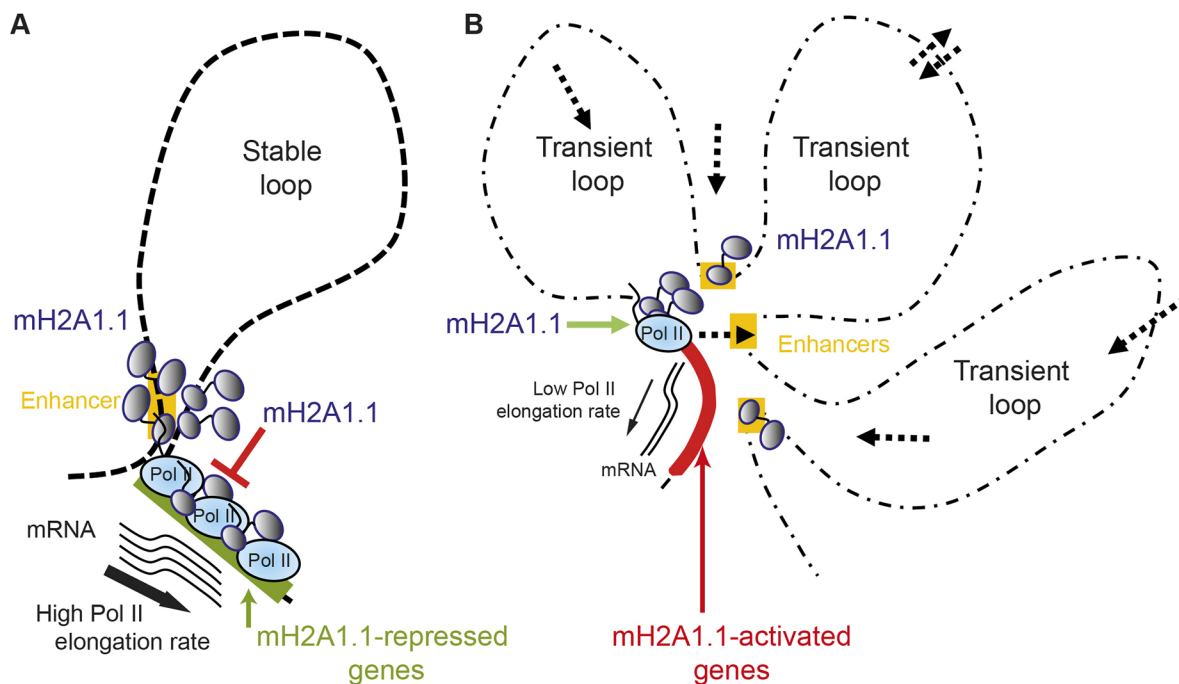 A
Stable
loop
mH2A1.1
Enhancer
mH2A1.1
Pol II
Pol II
Pol II
mRNA
High Pol II
elongation rate
mH2A1.1-repressed
genes
B
Transient
loop
Transient
loop
mH2A1.1
mH2A1.1
Pol II
Enhancers
Low Pol II
elongation rate
Transient
loop
mRNA
mH2A1.1-activated
genes